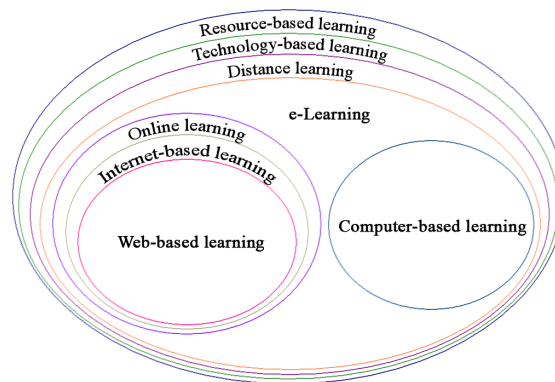 Resource-based learning
Technology-based learning
Distance learning
e-Learning
Online learning
Internet-based learning
Web-based learning
Computer-based learning